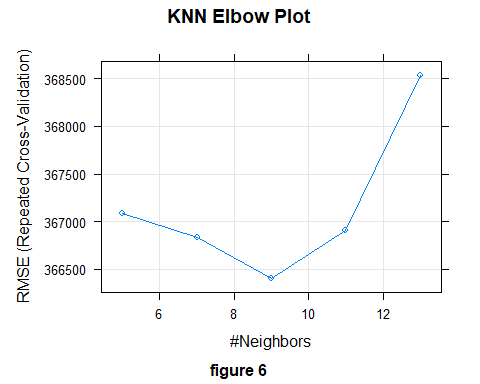 KNN Elbow Plot
RMSE (Repeated Cross-Validation)
368500
368000
367500
367000
366500
6 8 10 12
#Neighbors
figure 6